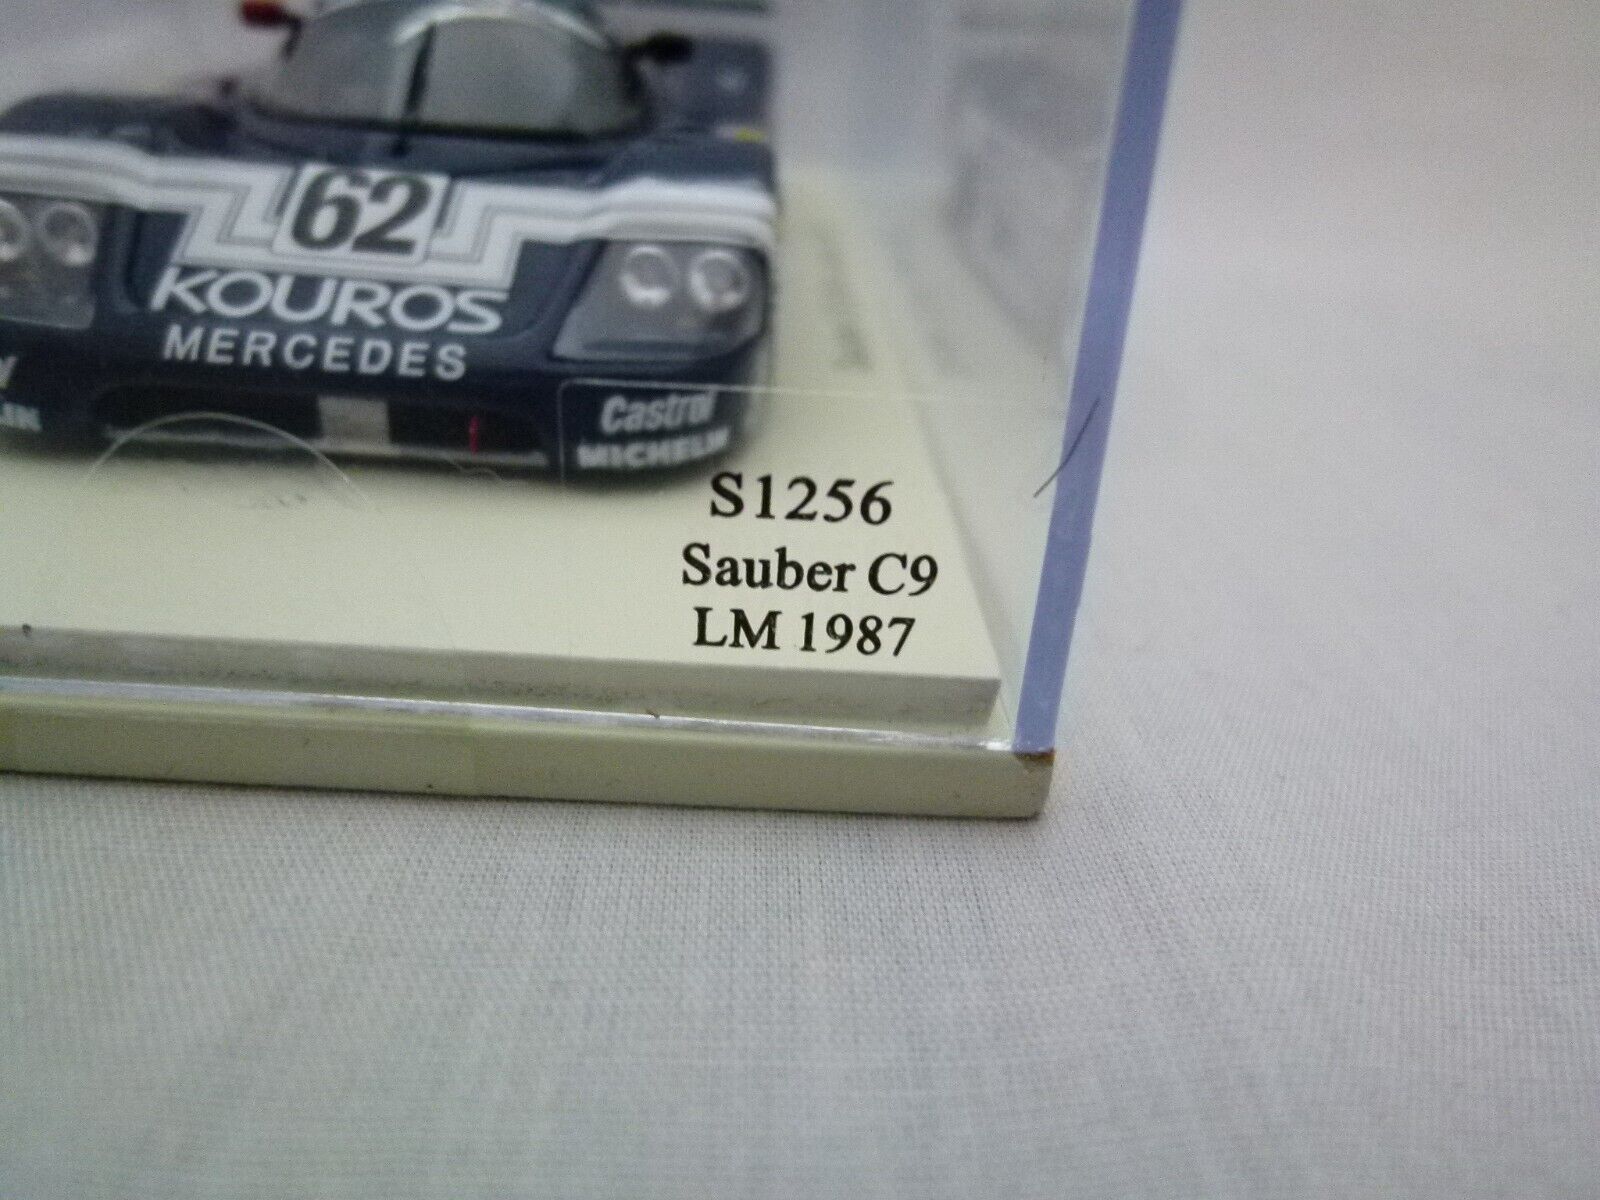 62
KOUROS
MERCEDES
Castrol
MICHELIN
S1256
Sauber C9
LM 1987